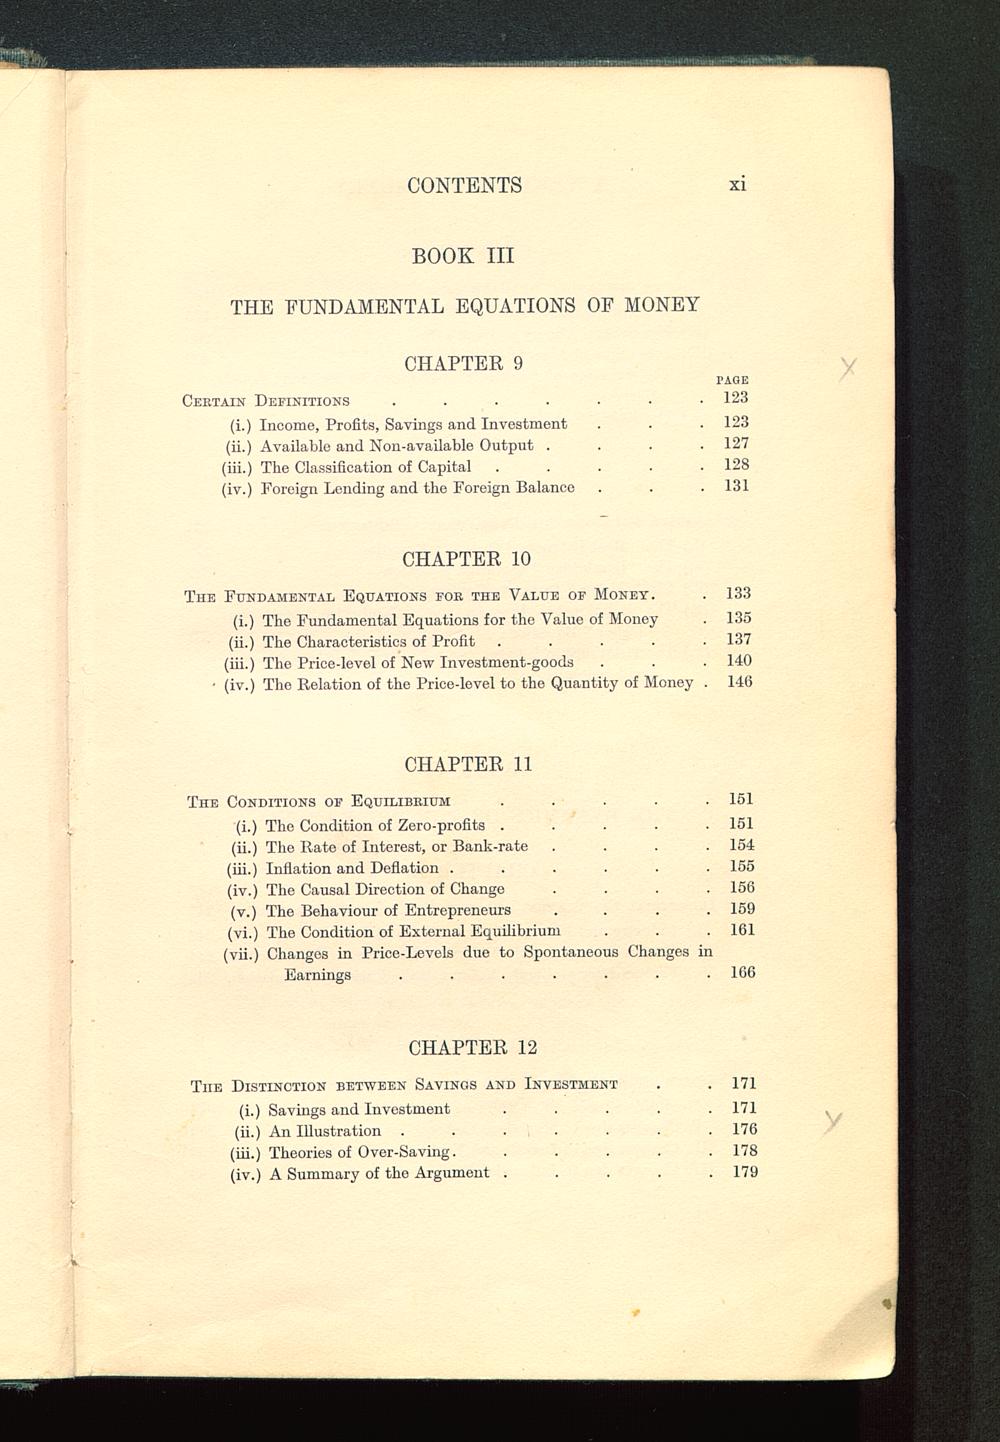 CONTENTS xi
BOOK III
THE FUNDAMENTAL EQUATIONS OF MONEY
CHAPTER 9
PAGE
CERTAIN DEFINITIONS . . . . . . . 123
(i.) Income, Profits, Savings and Investment . . . 123
(ii.) Available and Non-available Output . . . . 127
(iii.) The Classification of Capital . . . . . 128
(iv.) Foreign Lending and the Foreign Balance . . . 131
CHAPTER 10
THE FUNDAMENTAL EQUATIONS FOR THE VALUE OF MONEY . . 133
(i.) The Fundamental Equations for the Value of Money . 135
(ii.) The Characteristics of Profit . . . . . 137
(iii.) The Price-level of New Investment-goods . . . 140
(iv.) The Relation of the Price-level to the Quantity of Money . 146
CHAPTER 11
THE CONDITIONS OF EQUILIBRIUM . . . . . 151
(i.) The Condition of Zero-profits . . . . . 151
(ii.) The Rate of Interest, or Bank-rate . . . . 154
(iii.) Inflation and Deflation . . . . . . 155
(iv.) The Causal Direction of Change . . . . 156
(v.) The Behaviour of Entrepreneurs . . . . 159
(vi.) The Condition of External Equilibrium . . . 161
(vii.) Changes in Price-Levels due to Spontaneous Changes in
Earnings . . . . . . . 166
CHAPTER 12
THE DISTINCTION BETWEEN SAVINGS AND INVESTMENT . . 171
(i.) Savings and Investment . . . . . 171
(ii.) An Illustration . . . . . . . 176
(iii.) Theories of Over-Saving . . . . . . 178
(iv.) A Summary of the Argument . . . . . 179